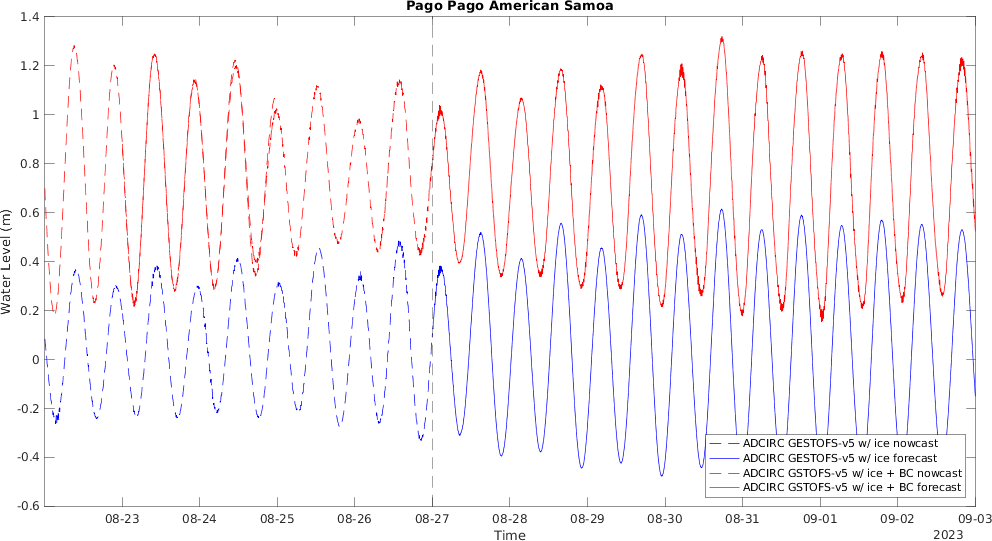 Pago Pago American Samoa
1.4
1.2
1
0.8
0.6
0.4
0.2
0
-0.2
-0.4
-0.6
Water Level (m)
ADCIRC GESTOFS-v5 w/ ice nowcast
ADCIRC GESTOFS-v5 w/ ice forecast
ADCIRC GSTOFS-v5 w/ ice + BC nowcast
ADCIRC GSTOFS-v5 w/ ice + BC forecast
08-23 08-24 08-25 08-26 08-27 08-28 08-29 08-30 08-31 09-01 09-02 09-03
Time
2023